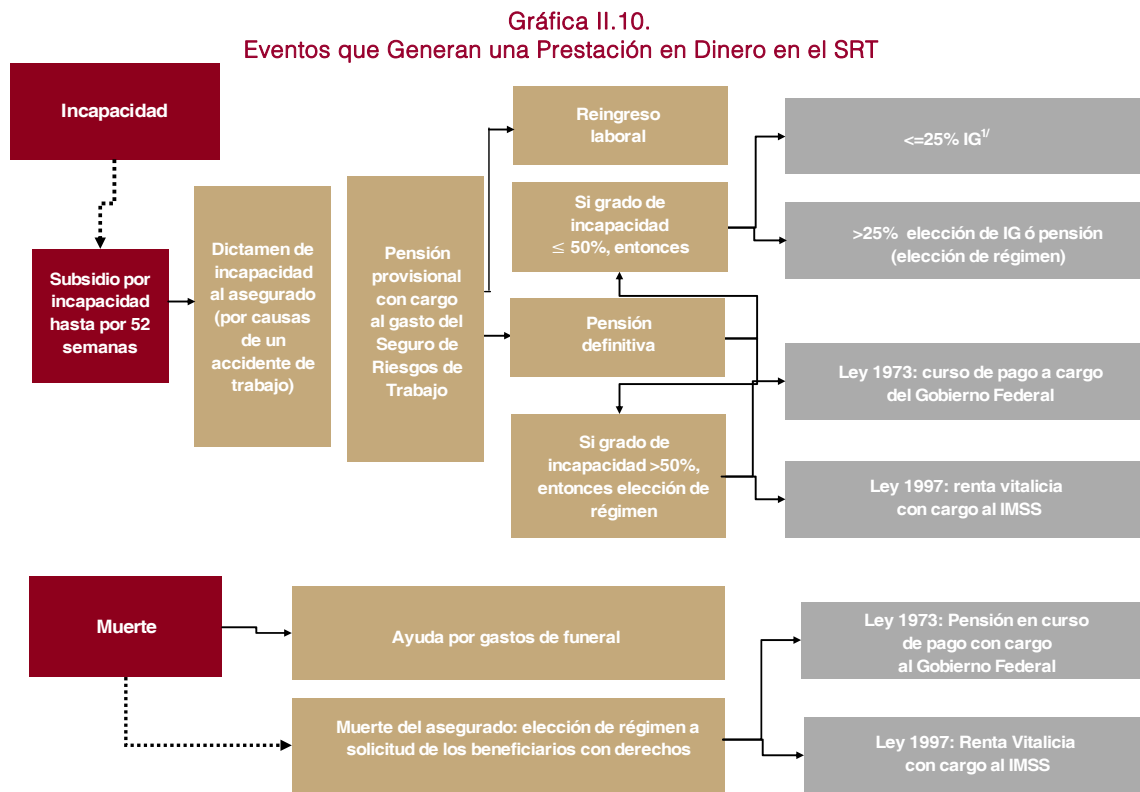 Gráfica II.10.
Eventos que Generan una Prestación en Dinero en el SRT
Incapacidad
Subsidio por
incapacidad
hasta por 52
semanas
Dictamen de
incapacidad
al asegurado
(por causas
de un
accidente de
trabajo)
Pensión
provisional
con cargo
al gasto del
Seguro de
Riesgos de
Trabajo
Reingreso
laboral
Si grado de
incapacidad
≤ 50%, entonces
Pensión
definitiva
Si grado de
incapacidad >50%,
entonces elección de
régimen
<=25% IG1/
>25% elección de IG ó pensión
(elección de régimen)
Ley 1973: curso de pago a cargo
del Gobierno Federal
Ley 1997: renta vitalicia
con cargo al IMSS
Muerte
Ayuda por gastos de funeral
Muerte del asegurado: elección de régimen a
solicitud de los beneficiarios con derechos
Ley 1973: Pensión en curso
de pago con cargo
al Gobierno Federal
Ley 1997: Renta Vitalicia
con cargo al IMSS